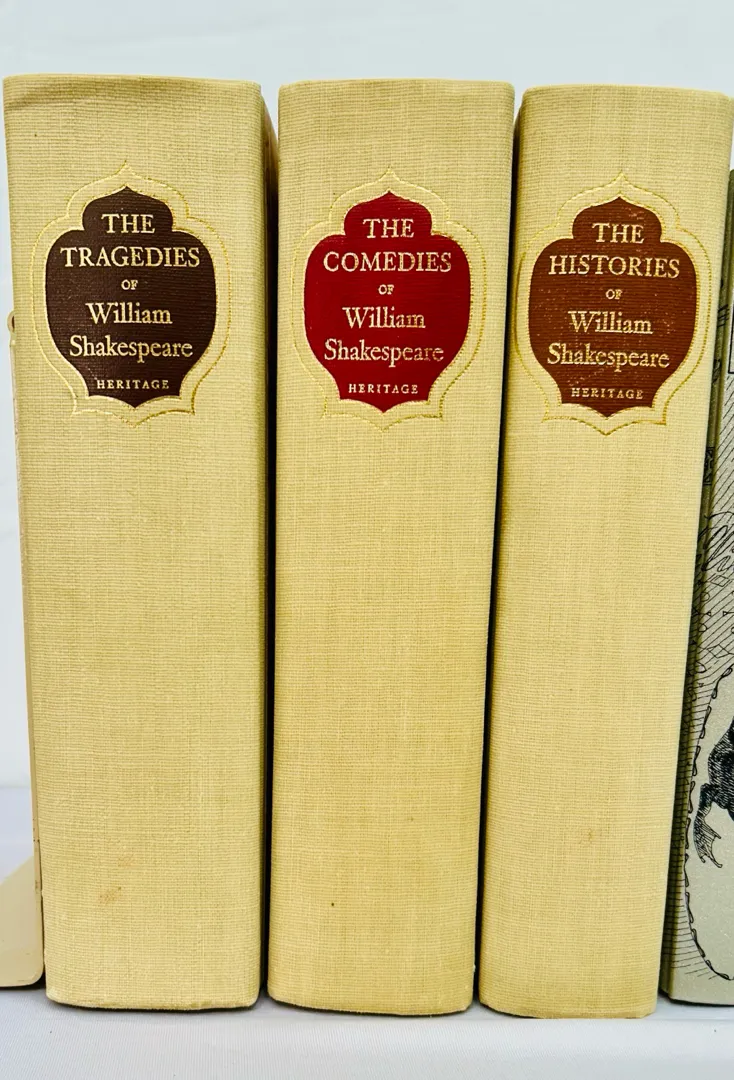 THE
TRAGEDIES
OF
William
Shakespeare
HERITAGE
THE
COMEDIES
OF
William
Shakespeare
HERITAGE
THE
HISTORIES
OF
William
Shakespeare
HERITAGE